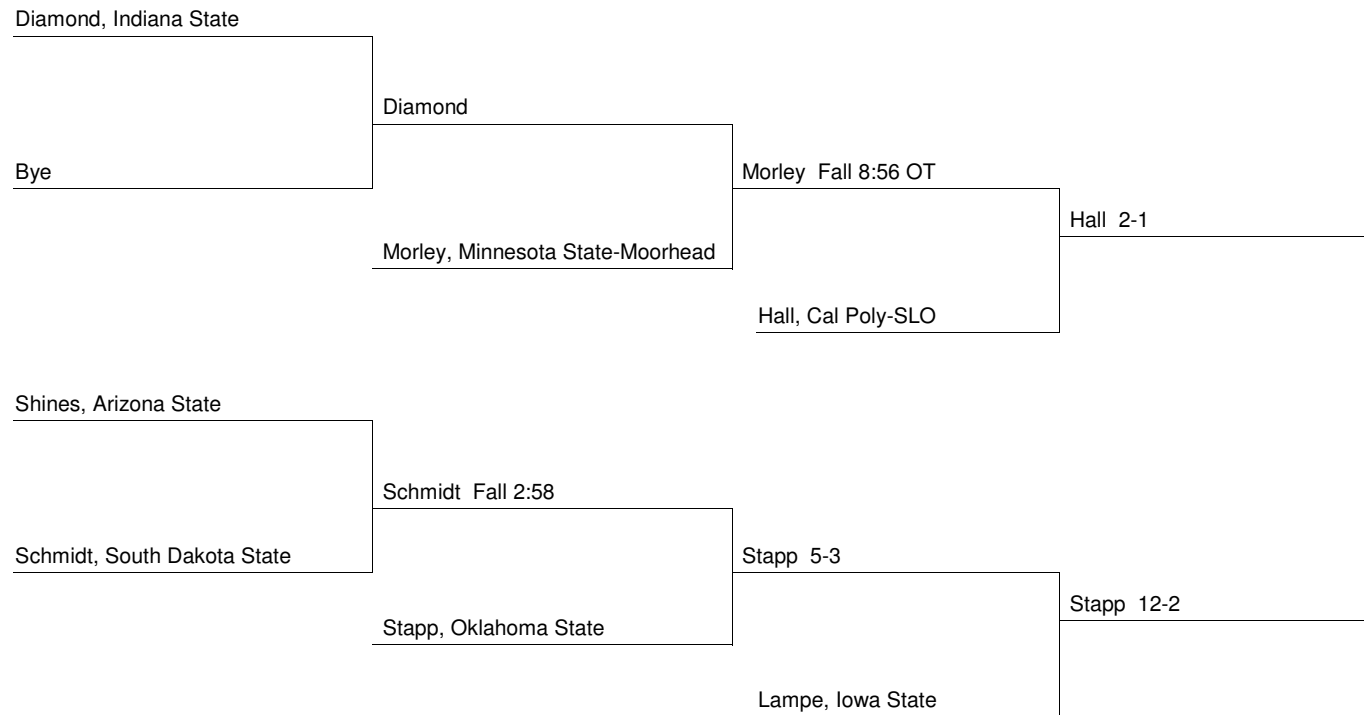 Diamond, Indiana State
Diamond
Bye
Morley  Fall 8:56 OT
Hall  2-1
Morley, Minnesota State-Moorhead
Hall, Cal Poly-SLO
Shines, Arizona State
Schmidt  Fall 2:58
Schmidt, South Dakota State
Stapp  5-3
Stapp  12-2
Stapp, Oklahoma State
Lampe, Iowa State